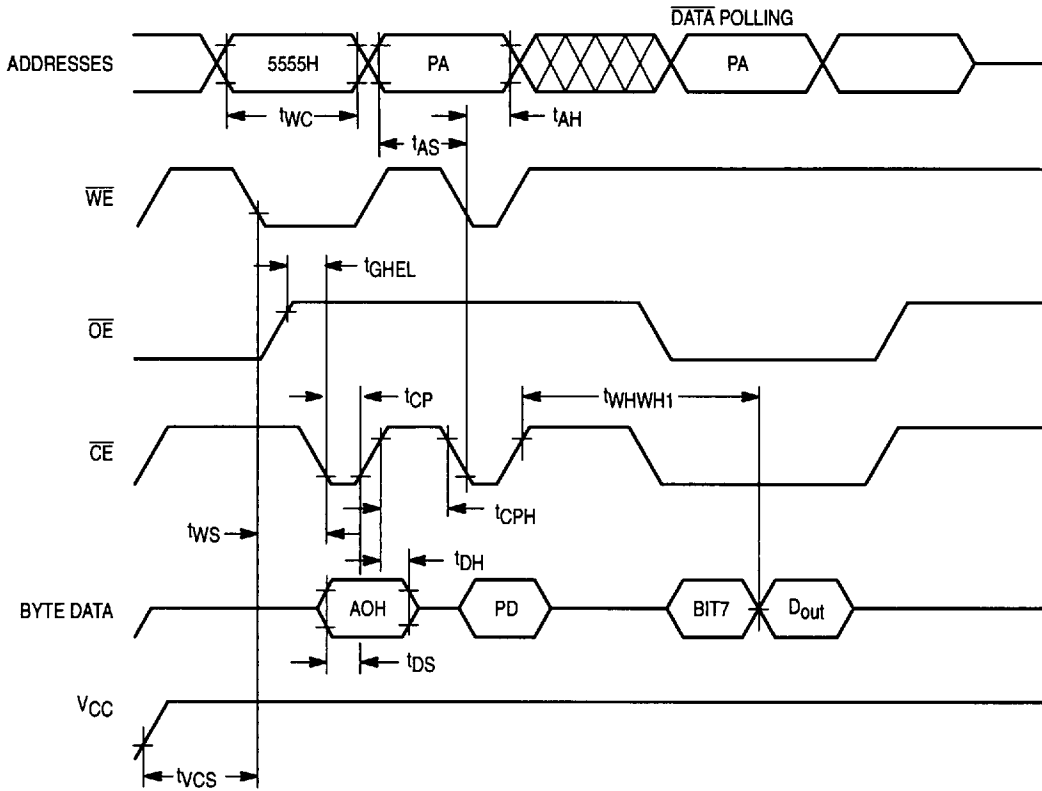 DATA POLLING
ADDRESSES 5555H PA PA
tWC tAH
tAS
WE
tGHEL
OE
tCP tWHWH1
CE
tCPH
tWS
tDH
BYTE DATA AOH PD BIT7 Dout
tDS
VCC
tVCS